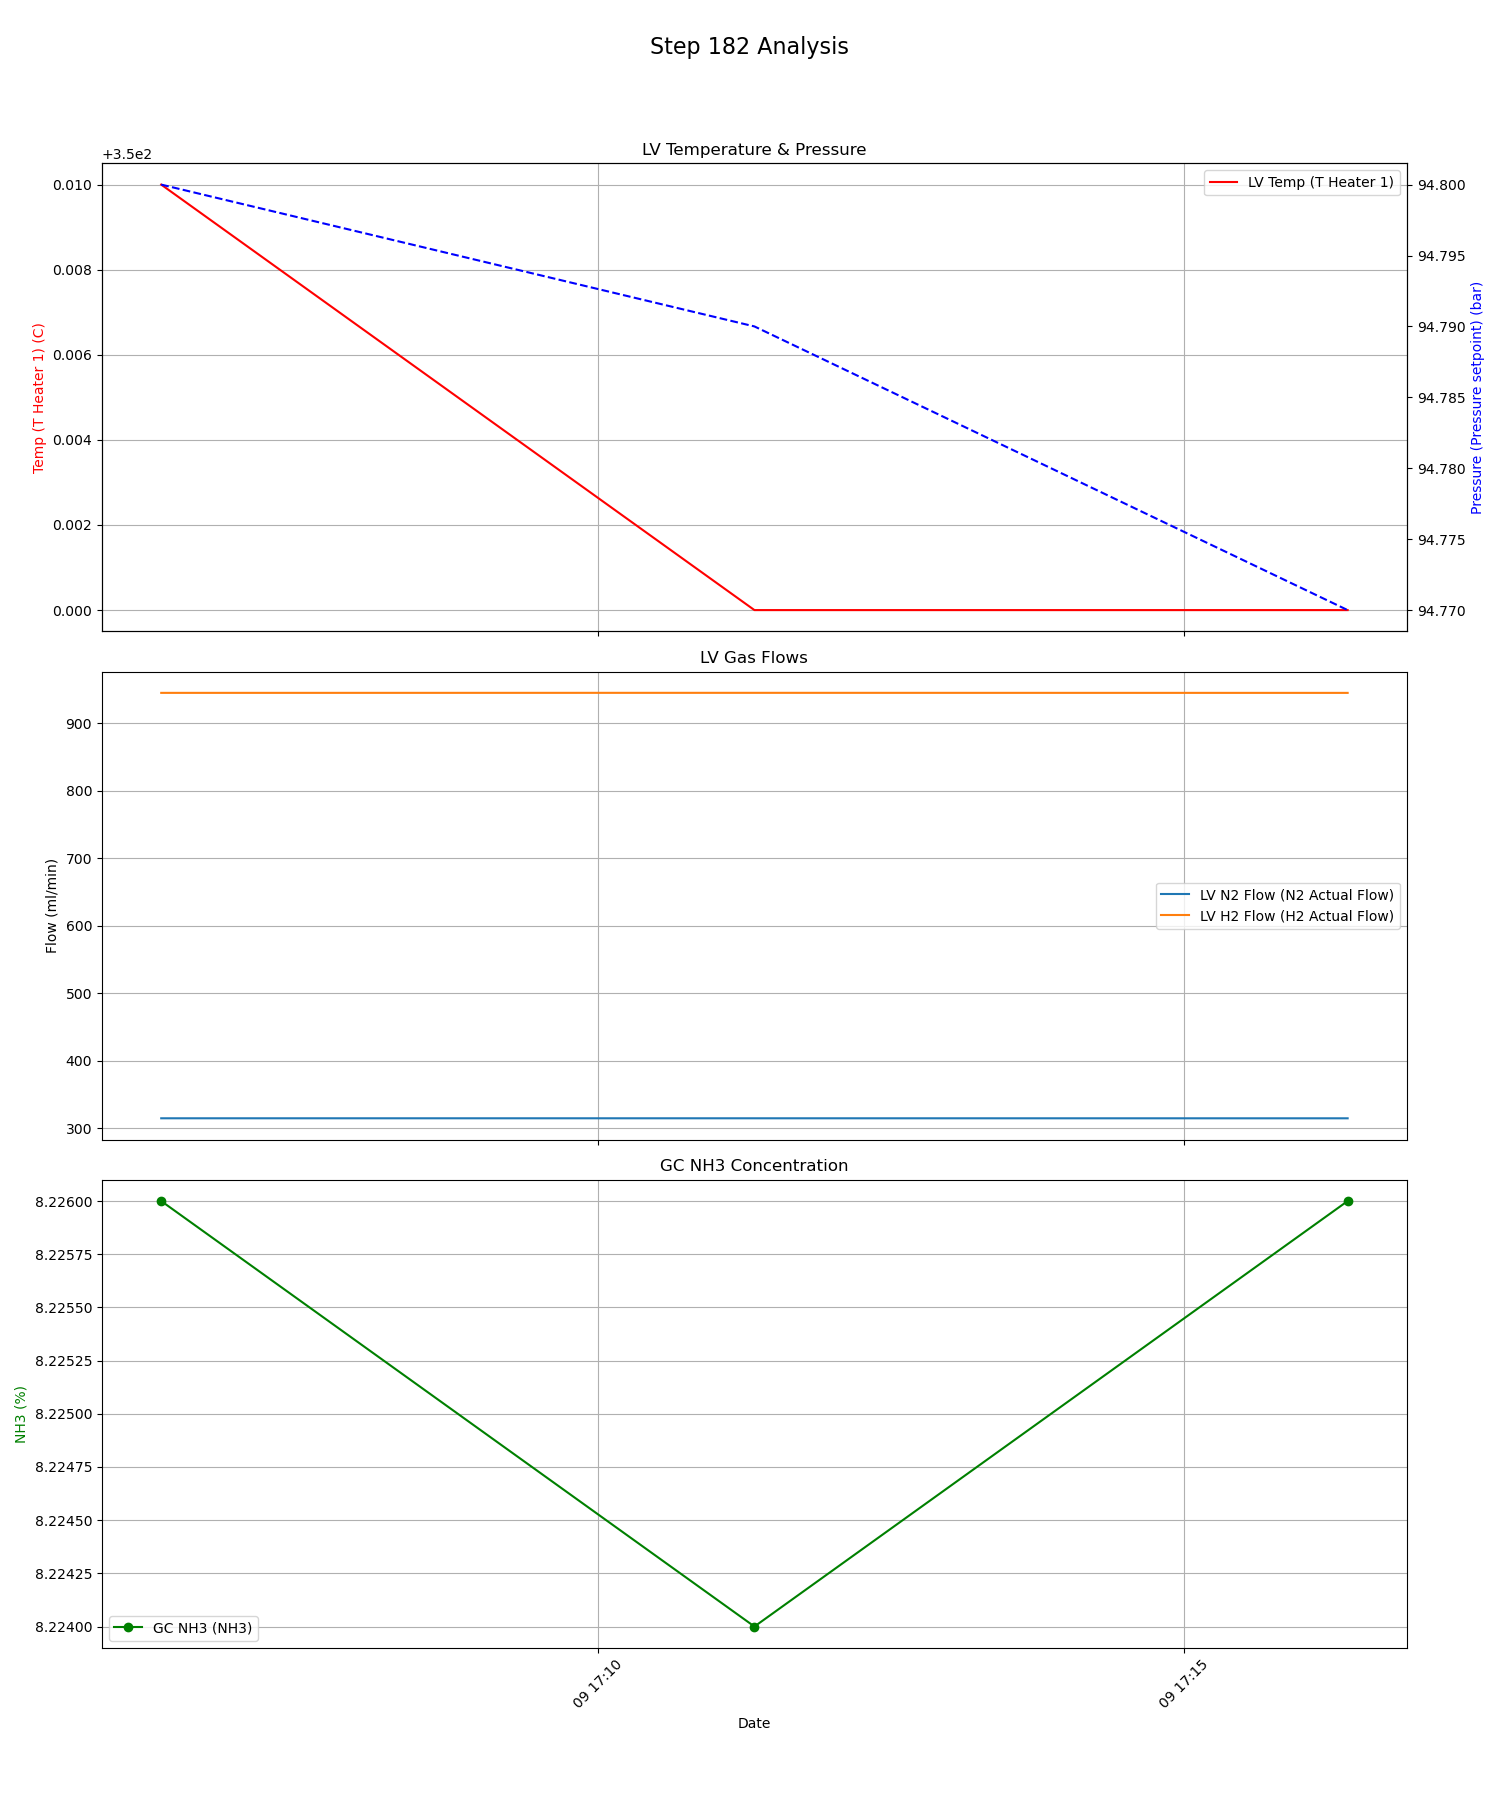 Step 182 Analysis
LV Temperature & Pressure
+3.5e2
0.010
0.008
0.006
0.004
0.002
0.000
Temp (T Heater 1) (C)
LV Temp (T Heater 1)
94.800
94.795
94.790
94.785
94.780
94.775
94.770
Pressure (Pressure setpoint) (bar)
LV Gas Flows
900
800
700
600
500
400
300
Flow (ml/min)
LV N2 Flow (N2 Actual Flow)
LV H2 Flow (H2 Actual Flow)
GC NH3 Concentration
8.22600
8.22575
8.22550
8.22525
8.22500
8.22475
8.22450
8.22425
8.22400
NH3 (%)
GC NH3 (NH3)
09 17:10
09 17:15
Date